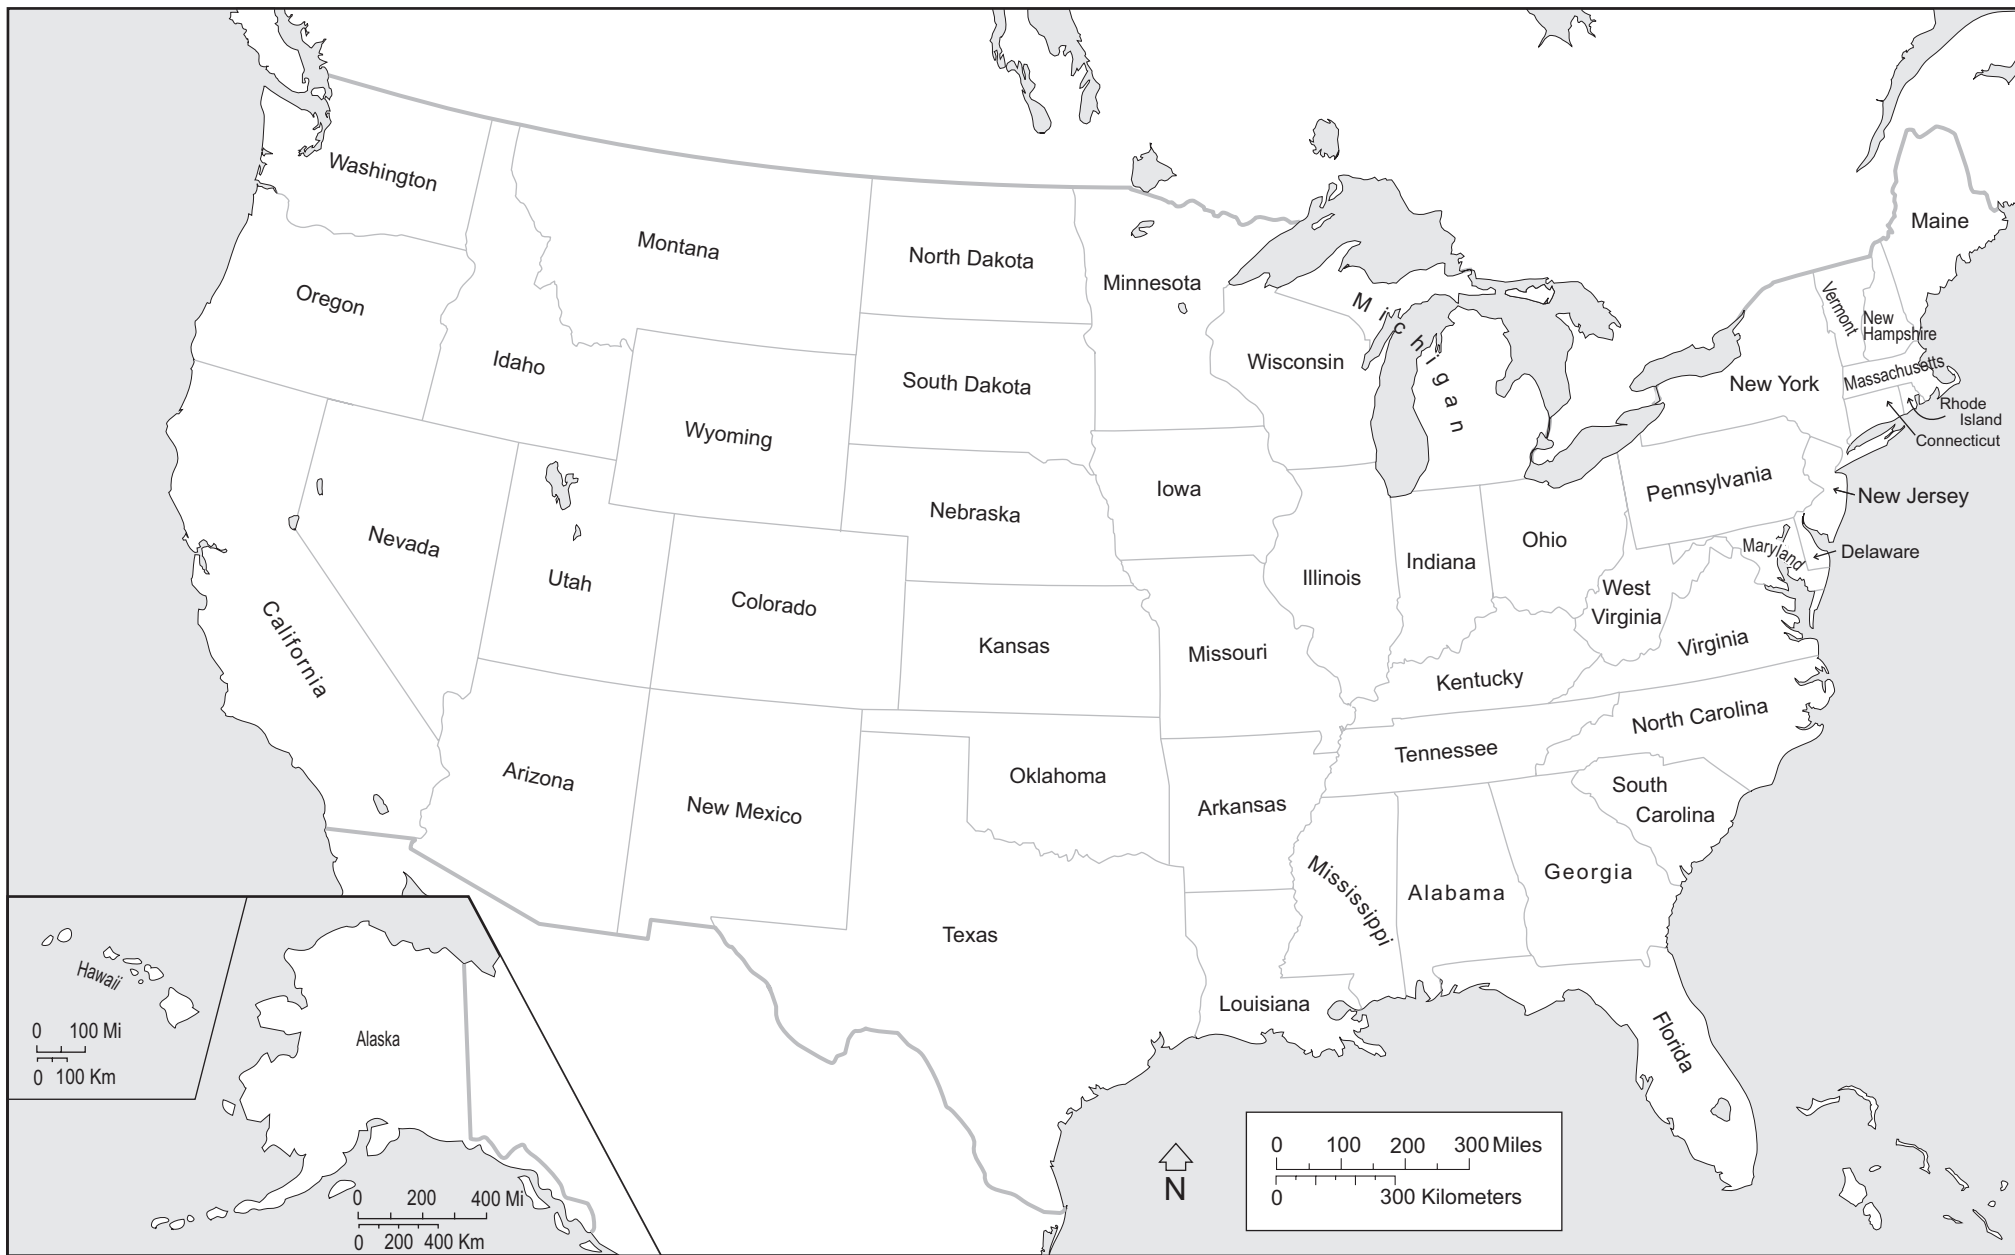 Washington
Montana
North Dakota
Minnesota
Maine
Oregon
Idaho
Wyoming
South Dakota
Wisconsin
Michigan
Vermont
New
Hampshire
New York
Massachusetts
Rhode
Island
Connecticut
Nevada
Utah
Colorado
Nebraska
Iowa
Illinois
Indiana
Ohio
Pennsylvania
New Jersey
Maryland
Delaware
West
Virginia
Virginia
California
Kansas
Missouri
Kentucky
North Carolina
Arizona
New Mexico
Oklahoma
Arkansas
Tennessee
South
Carolina
Texas
Louisiana
Mississippi
Alabama
Georgia
Florida
Hawaii
0 100 Mi
0 100 Km
Alaska
0 200 400 Mi
0 200 400 Km
N
0 100 200 300 Miles
0 300 Kilometers